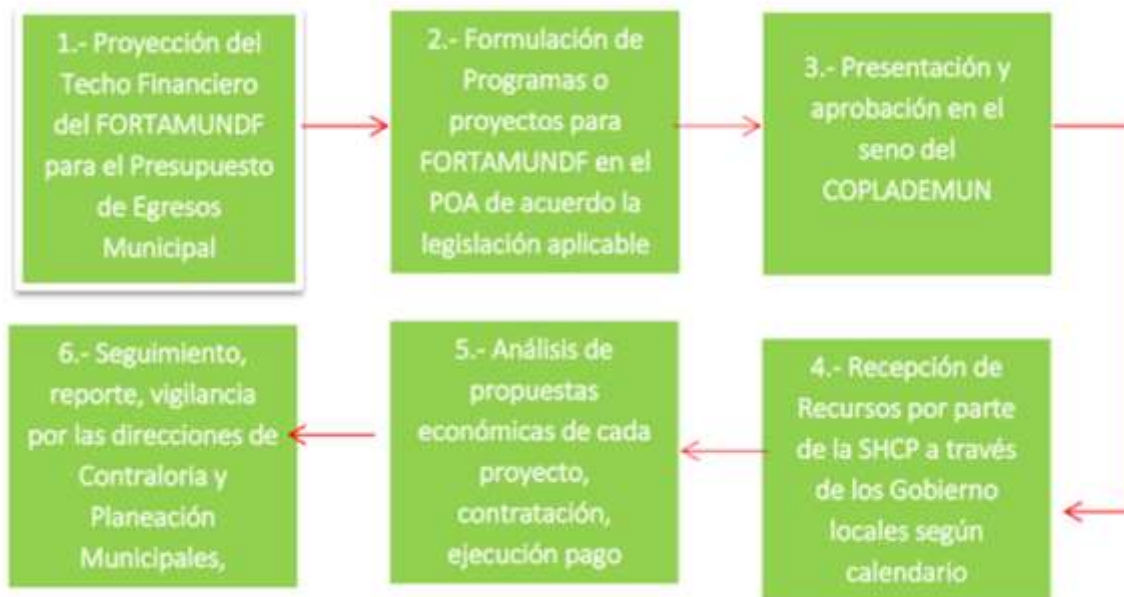 1.- Proyección del
Techo Financiero
del FORTAMUNDF
para el Presupuesto
de Egresos
Municipal
2.- Formulación de
Programas o
proyectos para
FORTAMUNDF en el
POA de acuerdo la
legislación aplicable
3.- Presentación y
aprobación en el
seno del
COPLADEMUN
4.- Recepción de
Recursos por parte
de la SHCP a través
de los Gobierno
locales según
calendario
5.- Análisis de
propuestas
económicas de cada
proyecto,
contratación,
ejecución pago
6.- Seguimiento,
reporte, vigilancia
por las direcciones de
Contraloria y
Planeación
Municipales,